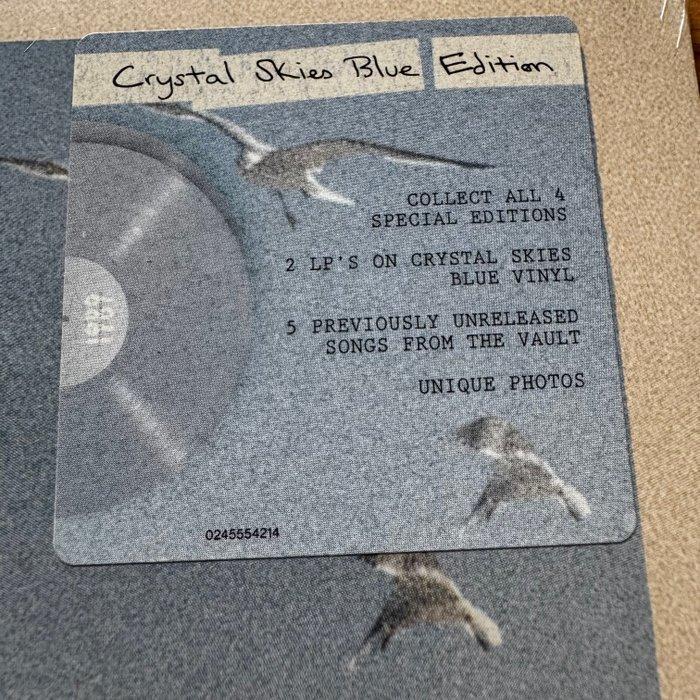 Crystal Skies Blue Edition
COLLECT ALL 4
SPECIAL EDITIONS
2 LP'S ON CRYSTAL SKIES
BLUE VINYL
5 PREVIOUSLY UNRELEASED
SONGS FROM THE VAULT
UNIQUE PHOTOS
0245554214